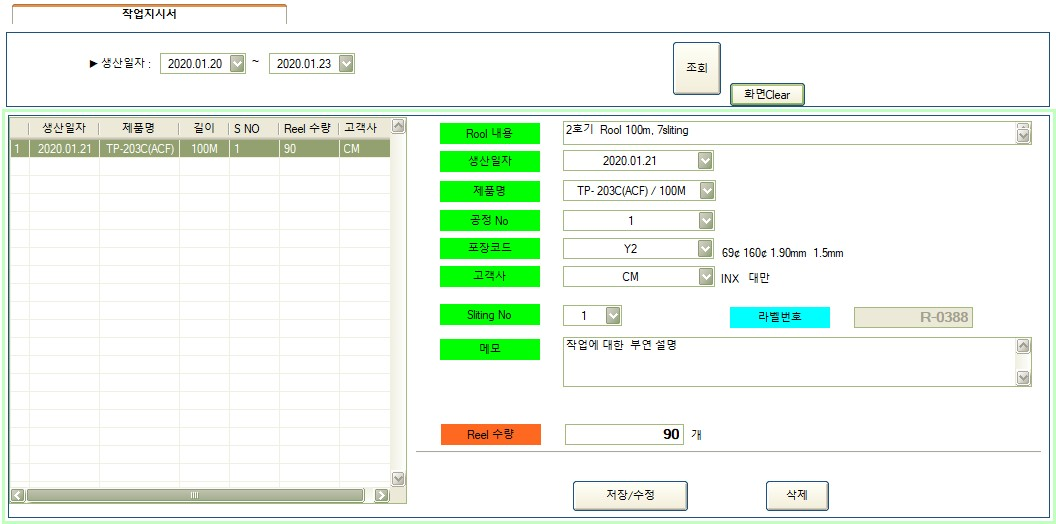 작업지시서
▶ 생산일자 : 2020.01.20 ~ 2020.01.23
조회
화면Clear
생산일자 제품명 길이 S NO Reel 수량 고객사
1 2020.01.21 TP-203C(ACF) 100M 1 90 CM
Rool 내용 2호기 Rool 100m, 7sliting
생산일자 2020.01.21
제품명 TP- 203C(ACF) / 100M
공정 No 1
포장코드 Y2 69¢ 160¢ 1.90mm 1.5mm
고객사 CM INX 대만
Sliting No 1 라벨번호 R-0388
메모 작업에 대한 부연 설명
Reel 수량 90 개
저장/수정 삭제